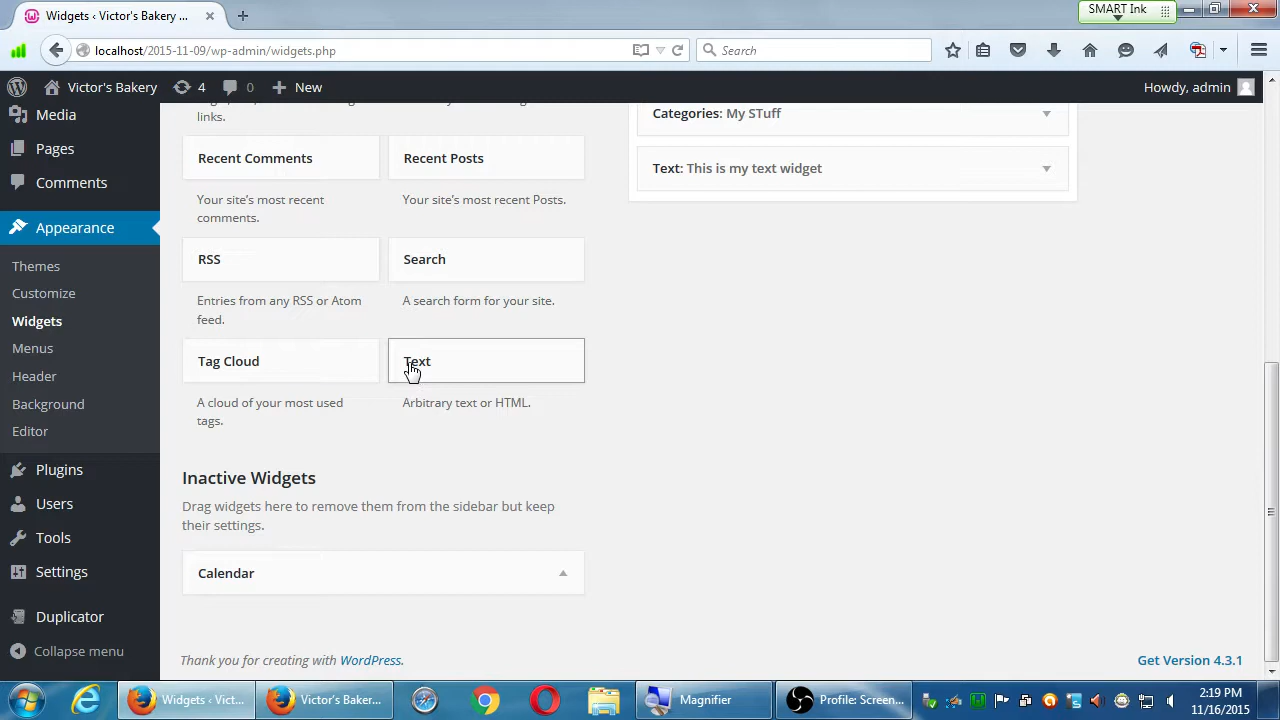 Widgets ‹ Victor's Bakery ...
SMART Ink
localhost/2015-11-09/wp-admin/widgets.php
Search
Victor's Bakery
4
0
New
Howdy, admin
Media
Pages
Comments
Appearance
Themes
Customize
Widgets
Menus
Header
Background
Editor
Plugins
Users
Tools
Settings
Duplicator
Collapse menu
links.
Recent Comments
Your site's most recent
comments.
Recent Posts
Your site's most recent Posts.
RSS
Entries from any RSS or Atom
feed.
Search
A search form for your site.
Tag Cloud
A cloud of your most used
tags.
Text
Arbitrary text or HTML.
Inactive Widgets
Drag widgets here to remove them from the sidebar but keep
their settings.
Calendar
Categories: My STuff
Text: This is my text widget
Thank you for creating with WordPress.
Get Version 4.3.1
Widgets ‹ Vict...
Victor's Baker...
Magnifier
Profile: Screen...
2:19 PM
11/16/2015